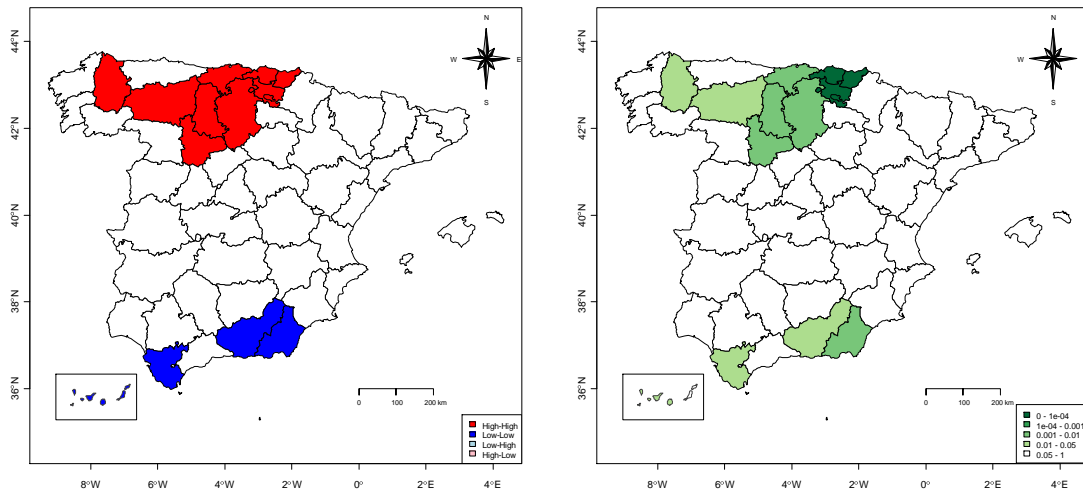 N
W E
S
44°N
42°N
40°N
38°N
36°N
0 100 200 km
High-High
Low-Low
Low-High
High-Low
8°W 6°W 4°W 2°W 0° 2°E 4°E
N
W E
S
44°N
42°N
40°N
38°N
36°N
0 100 200 km
0 - 1e-04
1e-04 - 0.001
0.001 - 0.01
0.01 - 0.05
0.05 - 1
8°W 6°W 4°W 2°W 0° 2°E 4°E